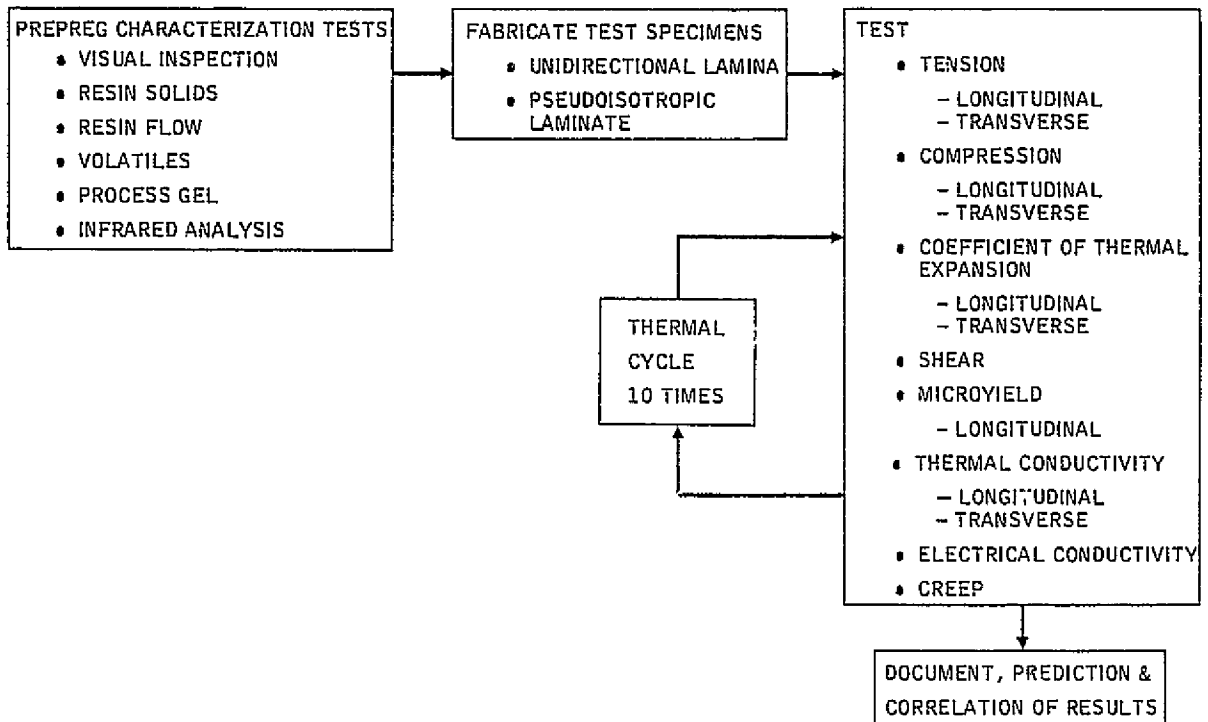 PREPREG CHARACTERIZATION TESTS
• VISUAL INSPECTION
• RESIN SOLIDS
• RESIN FLOW
• VOLATILES
• PROCESS GEL
• INFRARED ANALYSIS
FABRICATE TEST SPECIMENS
• UNIDIRECTIONAL LAMINA
• PSEUDOISOTROPIC
LAMINATE
THERMAL
CYCLE
10 TIMES
TEST
• TENSION
– LONGITUDINAL
– TRANSVERSE
• COMPRESSION
– LONGITUDINAL
– TRANSVERSE
• COEFFICIENT OF THERMAL
EXPANSION
– LONGITUDINAL
– TRANSVERSE
• SHEAR
• MICROYIELD
– LONGITUDINAL
• THERMAL CONDUCTIVITY
– LONGITUDINAL
– TRANSVERSE
• ELECTRICAL CONDUCTIVITY
• CREEP
DOCUMENT, PREDICTION &
CORRELATION OF RESULTS